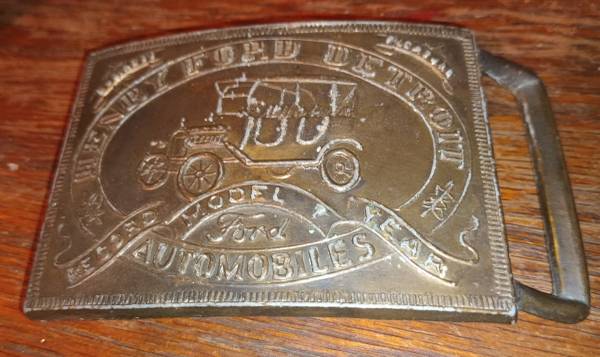 HENRY FORD DETROIT
RECORD MODEL T YEAR
Ford
AUTOMOBILES